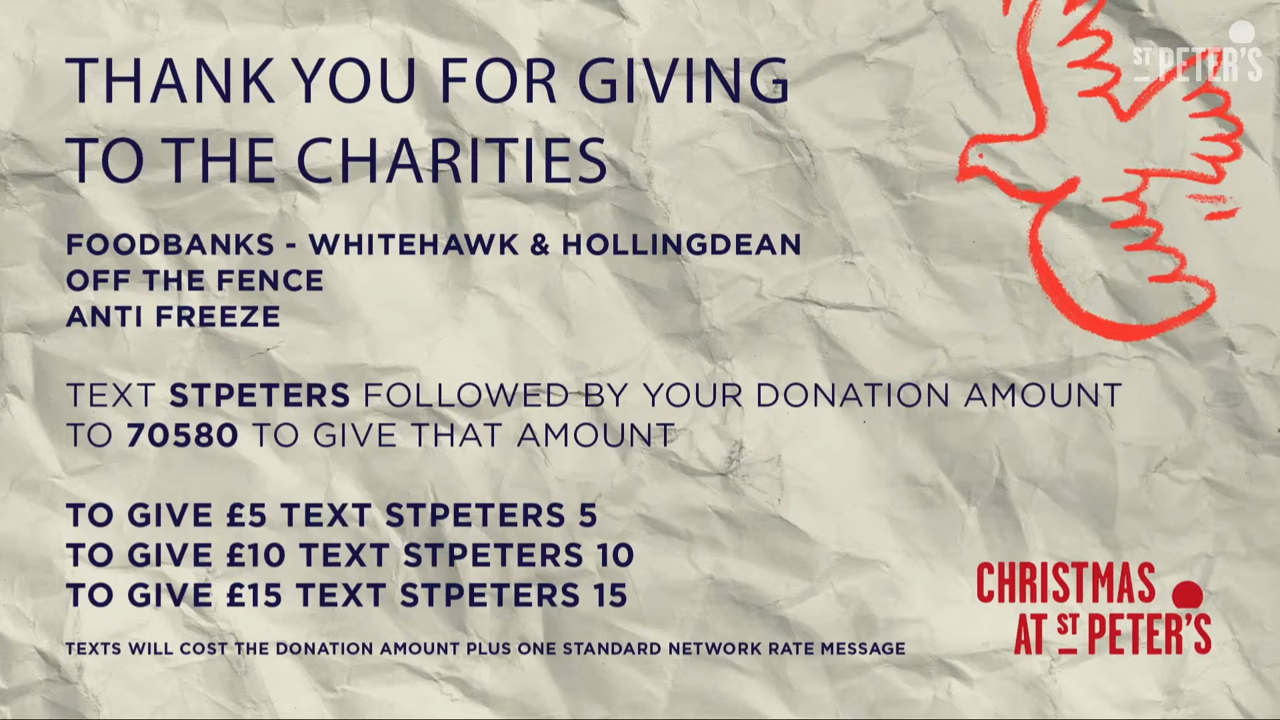 THANK YOU FOR GIVING
TO THE CHARITIES
FOODBANKS - WHITEHAWK & HOLLINGDEAN
OFF THE FENCE
ANTI FREEZE
TEXT STPETERS FOLLOWED BY YOUR DONATION AMOUNT
TO 70580 TO GIVE THAT AMOUNT
TO GIVE £5 TEXT STPETERS 5
TO GIVE £10 TEXT STPETERS 10
TO GIVE £15 TEXT STPETERS 15
TEXTS WILL COST THE DONATION AMOUNT PLUS ONE STANDARD NETWORK RATE MESSAGE
ST PETER'S
CHRISTMAS
AT ST PETER'S